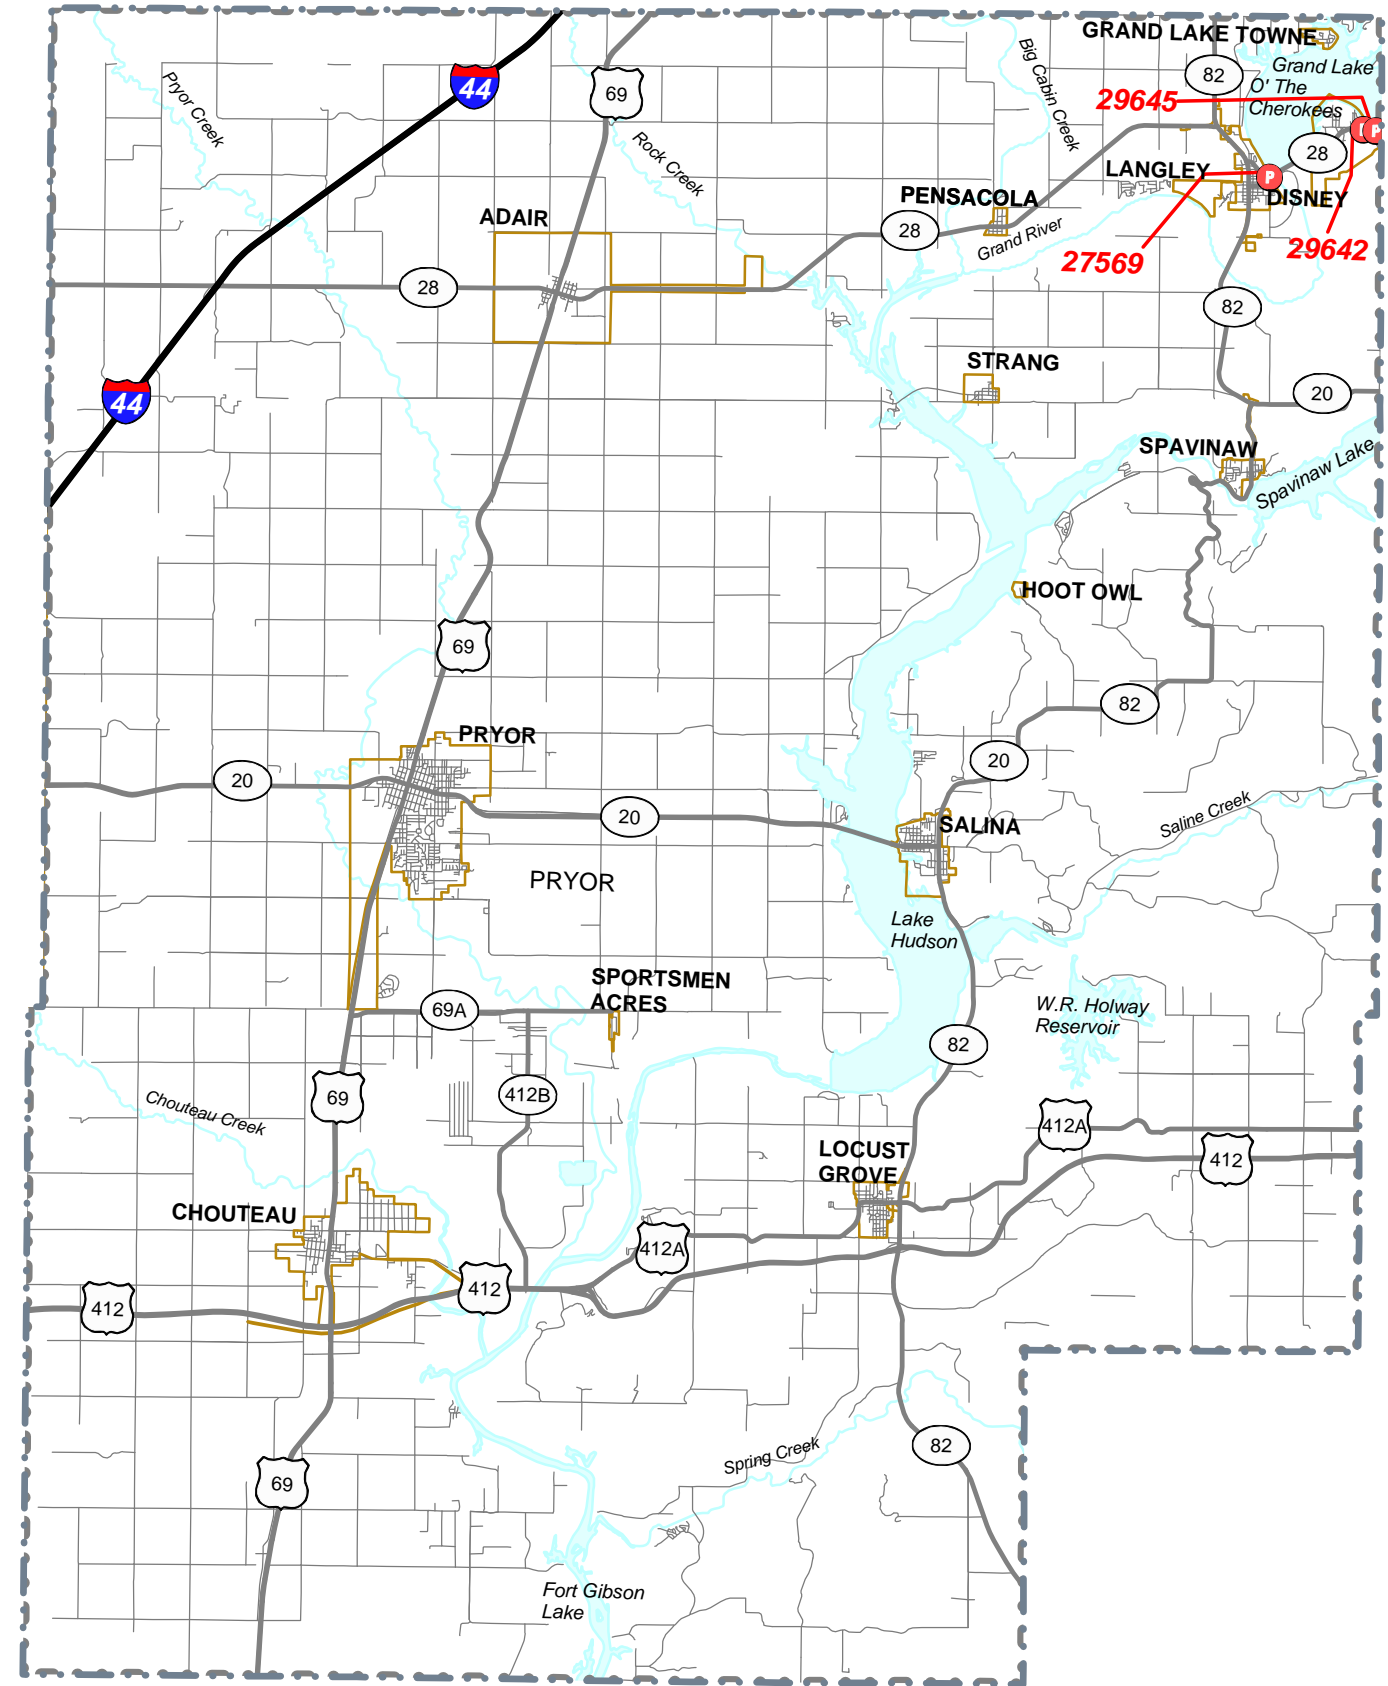 GRAND LAKE TOWNE
Grand Lake
O' The
Cherokees
82
44
69
Big Cabin Creek
29645
Pryor Creek
Rock Creek
28
LANGLEY
P
P
DISNEY
PENSACOLA
ADAIR
28
Grand River
27569
29642
28
82
STRANG
20
44
SPAVINAW
Spavinaw Lake
HOOT OWL
69
82
PRYOR
20
20
20
SALINA
Saline Creek
PRYOR
Lake
Hudson
SPORTSMEN
ACRES
69A
W.R. Holway
Reservoir
82
69
412B
Chouteau Creek
412A
LOCUST
GROVE
412
CHOUTEAU
412A
412
412
82
Spring Creek
69
Fort Gibson
Lake